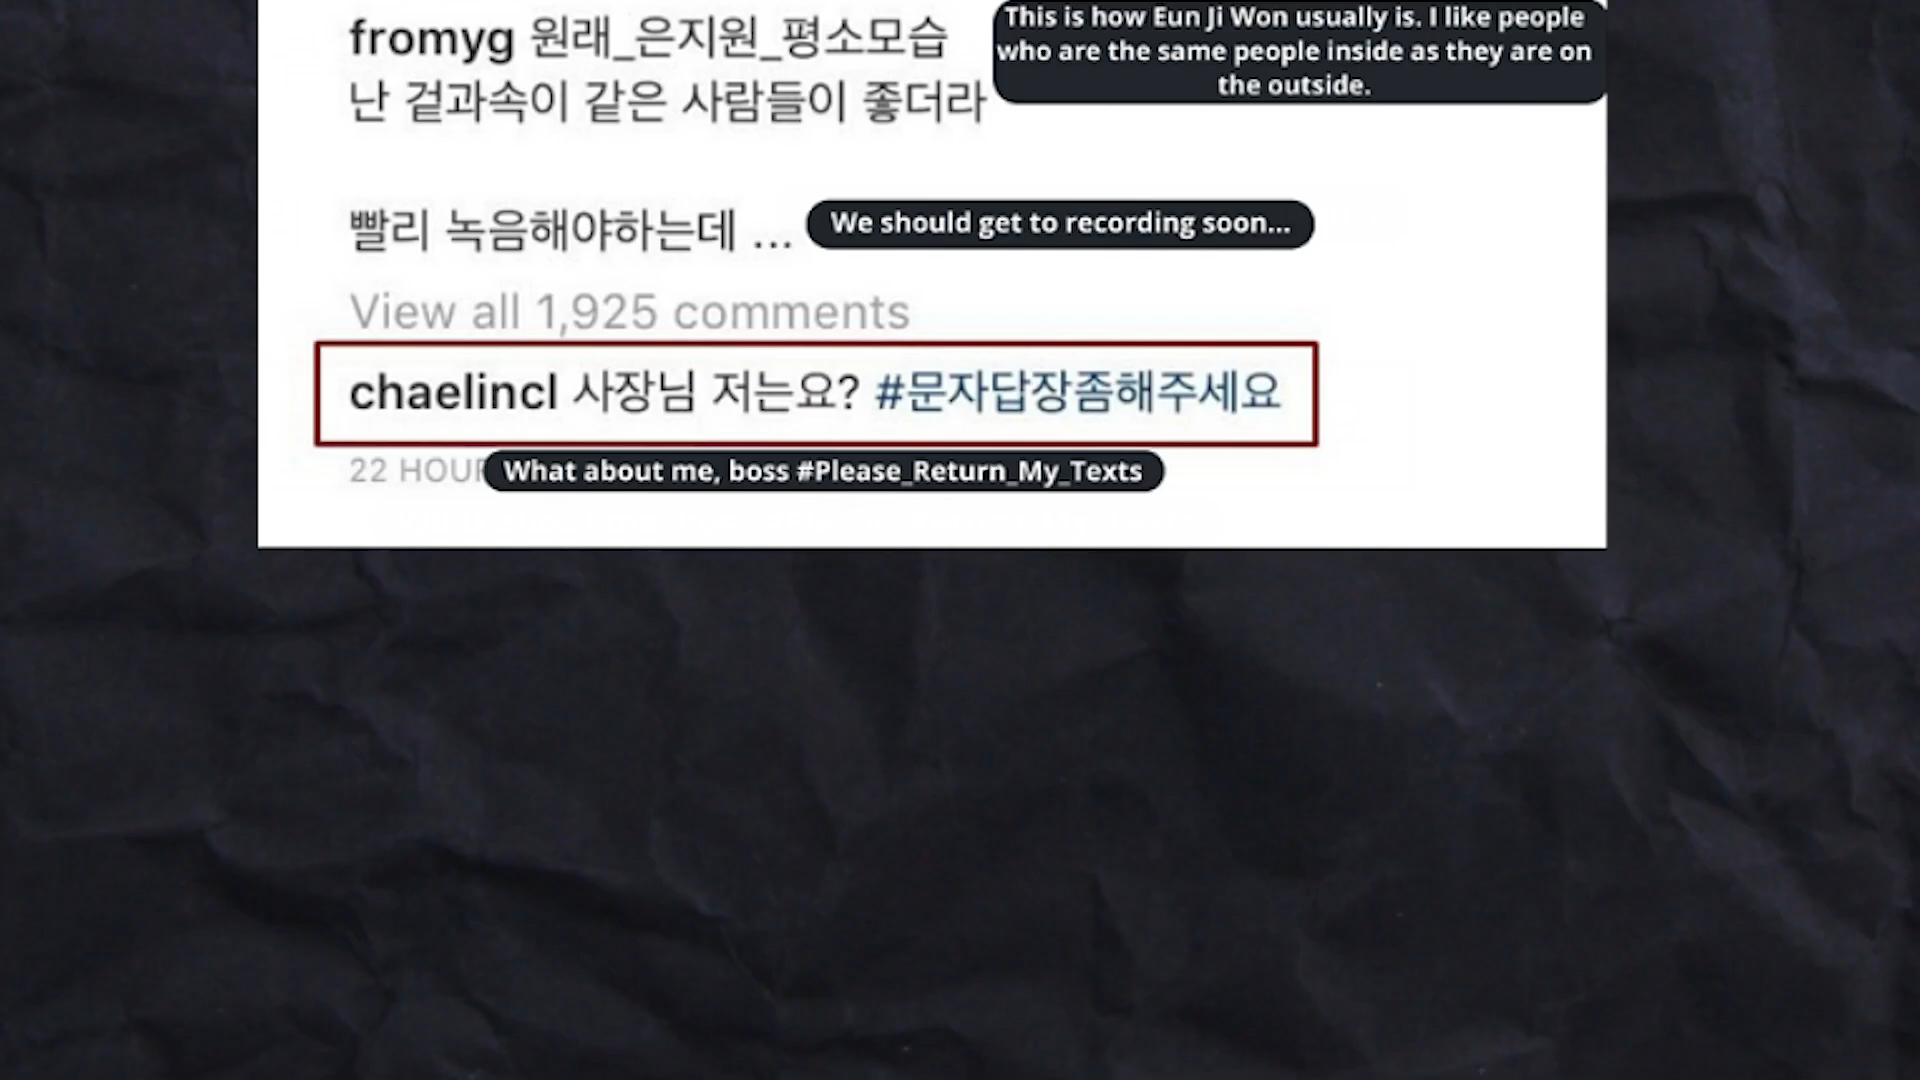 fromyg 원래_은지원_평소모습
난 겉과속이 같은 사람들이 좋더라
This is how Eun Ji Won usually is. I like people
who are the same people inside as they are on
the outside.
빨리 녹음해야하는데 ...
We should get to recording soon...
View all 1,925 comments
chaelincl 사장님 저는요? #문자답장좀해주세요
22 HOUR
What about me, boss #Please_Return_My_Texts